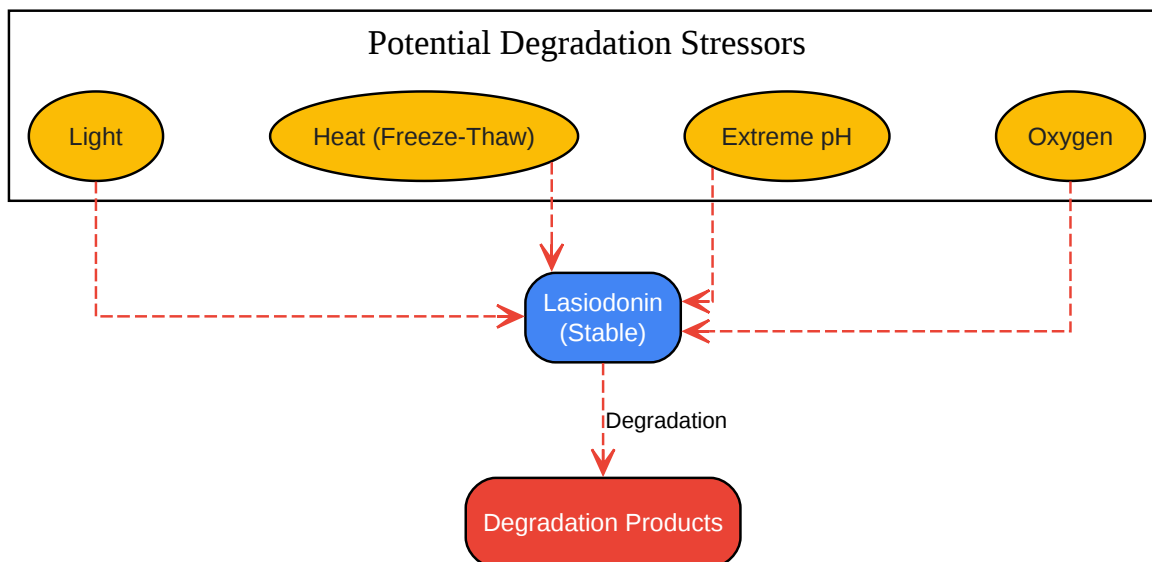 Potential Degradation Stressors
Light
Heat (Freeze-Thaw)
Extreme pH
Oxygen
Lasiodonin
(Stable)
Degradation
Degradation Products